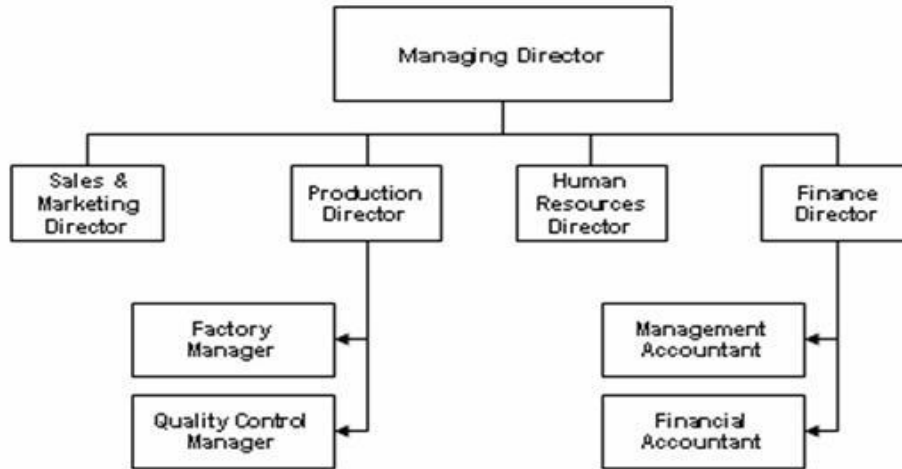 Managing Director
Sales &
Marketing
Director
Production
Director
Human
Resources
Director
Finance
Director
Factory
Manager
Quality Control
Manager
Management
Accountant
Financial
Accountant